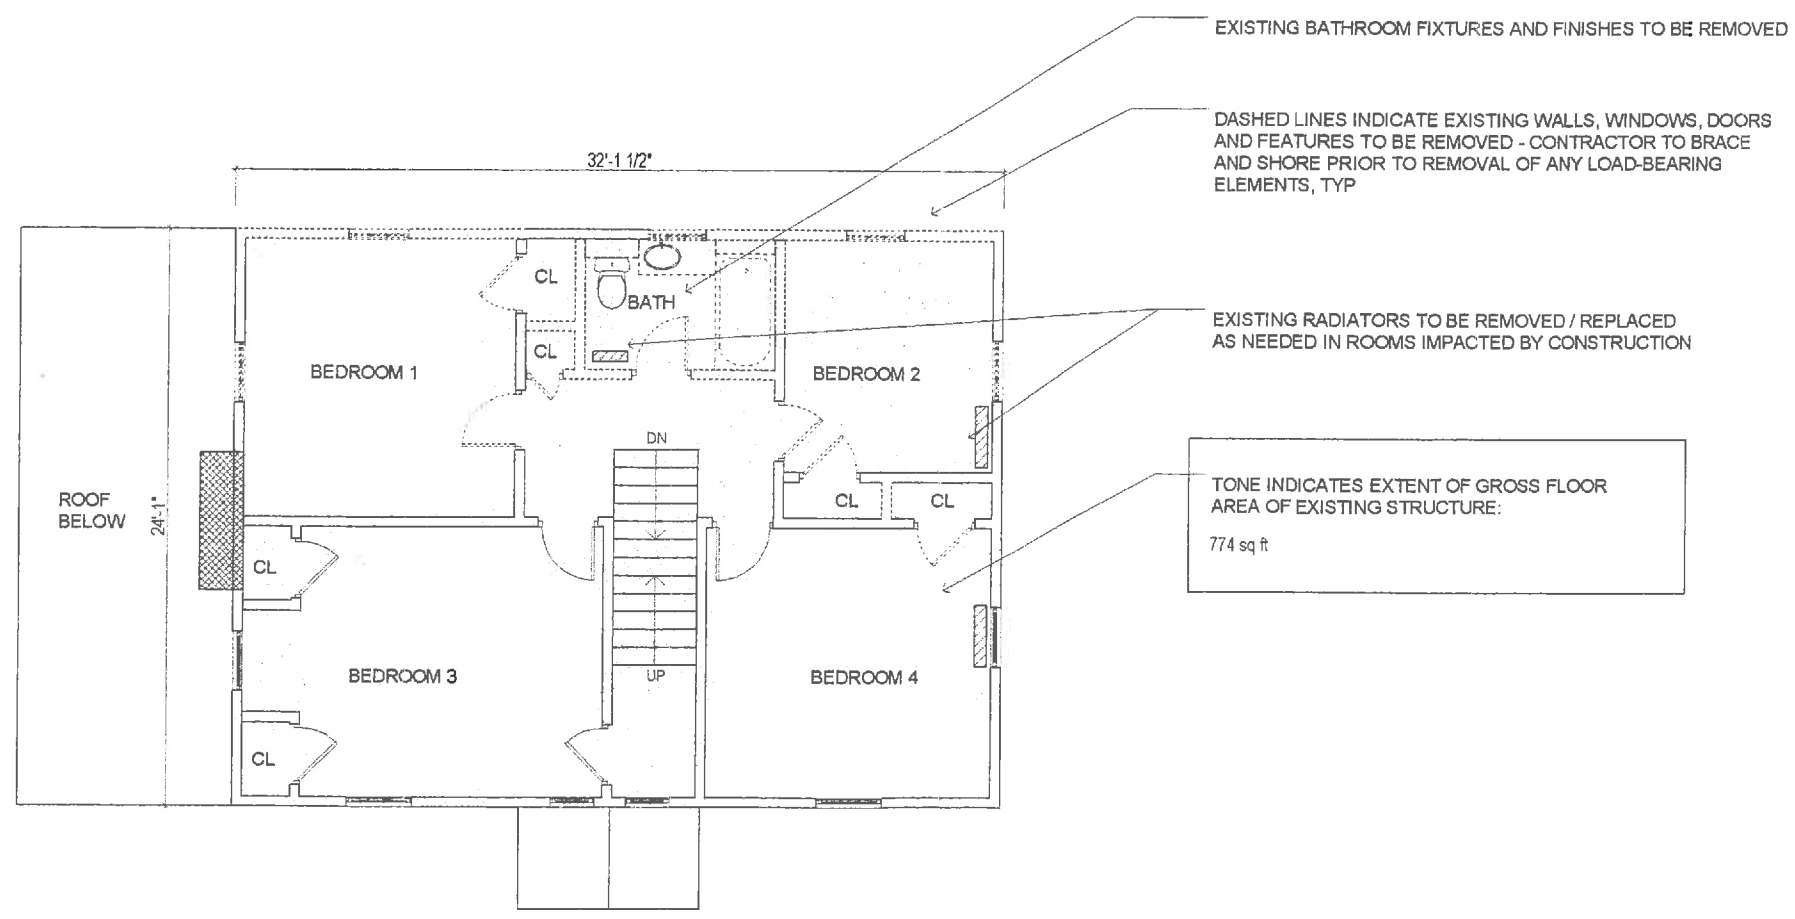 EXISTING BATHROOM FIXTURES AND FINISHES TO BE REMOVED
DASHED LINES INDICATE EXISTING WALLS, WINDOWS, DOORS
AND FEATURES TO BE REMOVED - CONTRACTOR TO BRACE
AND SHORE PRIOR TO REMOVAL OF ANY LOAD-BEARING
ELEMENTS, TYP
32'-1 1/2"
CL
BATH
EXISTING RADIATORS TO BE REMOVED / REPLACED
AS NEEDED IN ROOMS IMPACTED BY CONSTRUCTION
CL
BEDROOM 1
BEDROOM 2
DN
ROOF
BELOW
24'-1"
CL
CL
TONE INDICATES EXTENT OF GROSS FLOOR
AREA OF EXISTING STRUCTURE:
774 sq ft
CL
BEDROOM 3
UP
BEDROOM 4
CL